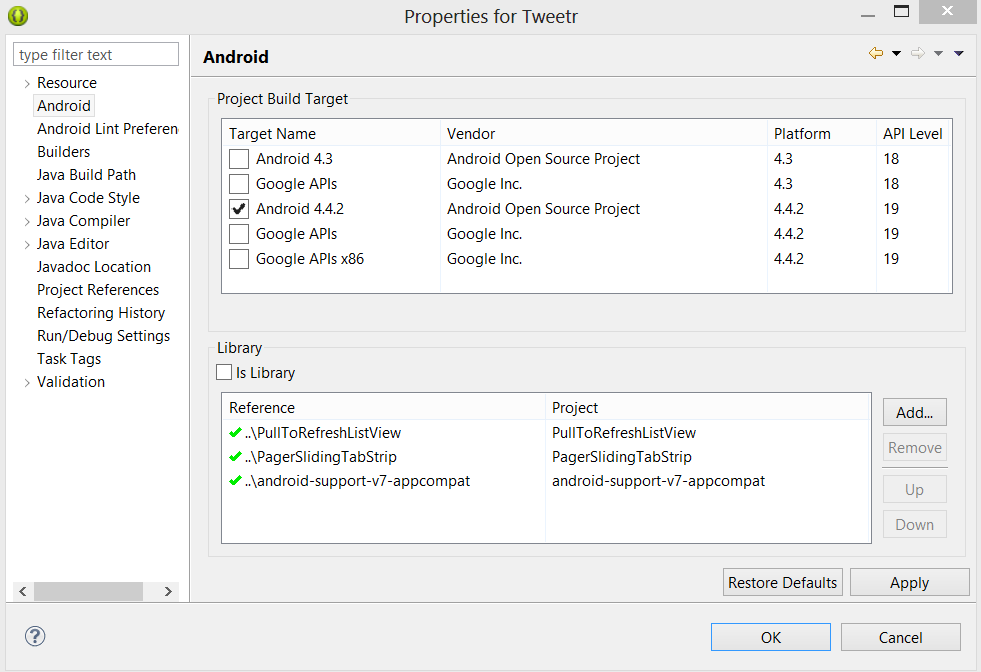 Properties for Tweetr
type filter text
Resource
Android
Android Lint Preferen
Builders
Java Build Path
Java Code Style
Java Compiler
Java Editor
Javadoc Location
Project References
Refactoring History
Run/Debug Settings
Task Tags
Validation
Android
Project Build Target
Target Name Vendor Platform API Level
Android 4.3 Android Open Source Project 4.3 18
Google APIs Google Inc. 4.3 18
Android 4.4.2 Android Open Source Project 4.4.2 19
Google APIs Google Inc. 4.4.2 19
Google APIs x86 Google Inc. 4.4.2 19
Library
Is Library
Reference Project
..\PullToRefreshListView PullToRefreshListView
..\PagerSlidingTabStrip PagerSlidingTabStrip
..\android-support-v7-appcompat android-support-v7-appcompat
Add...
Remove
Up
Down
Restore Defaults Apply
OK Cancel